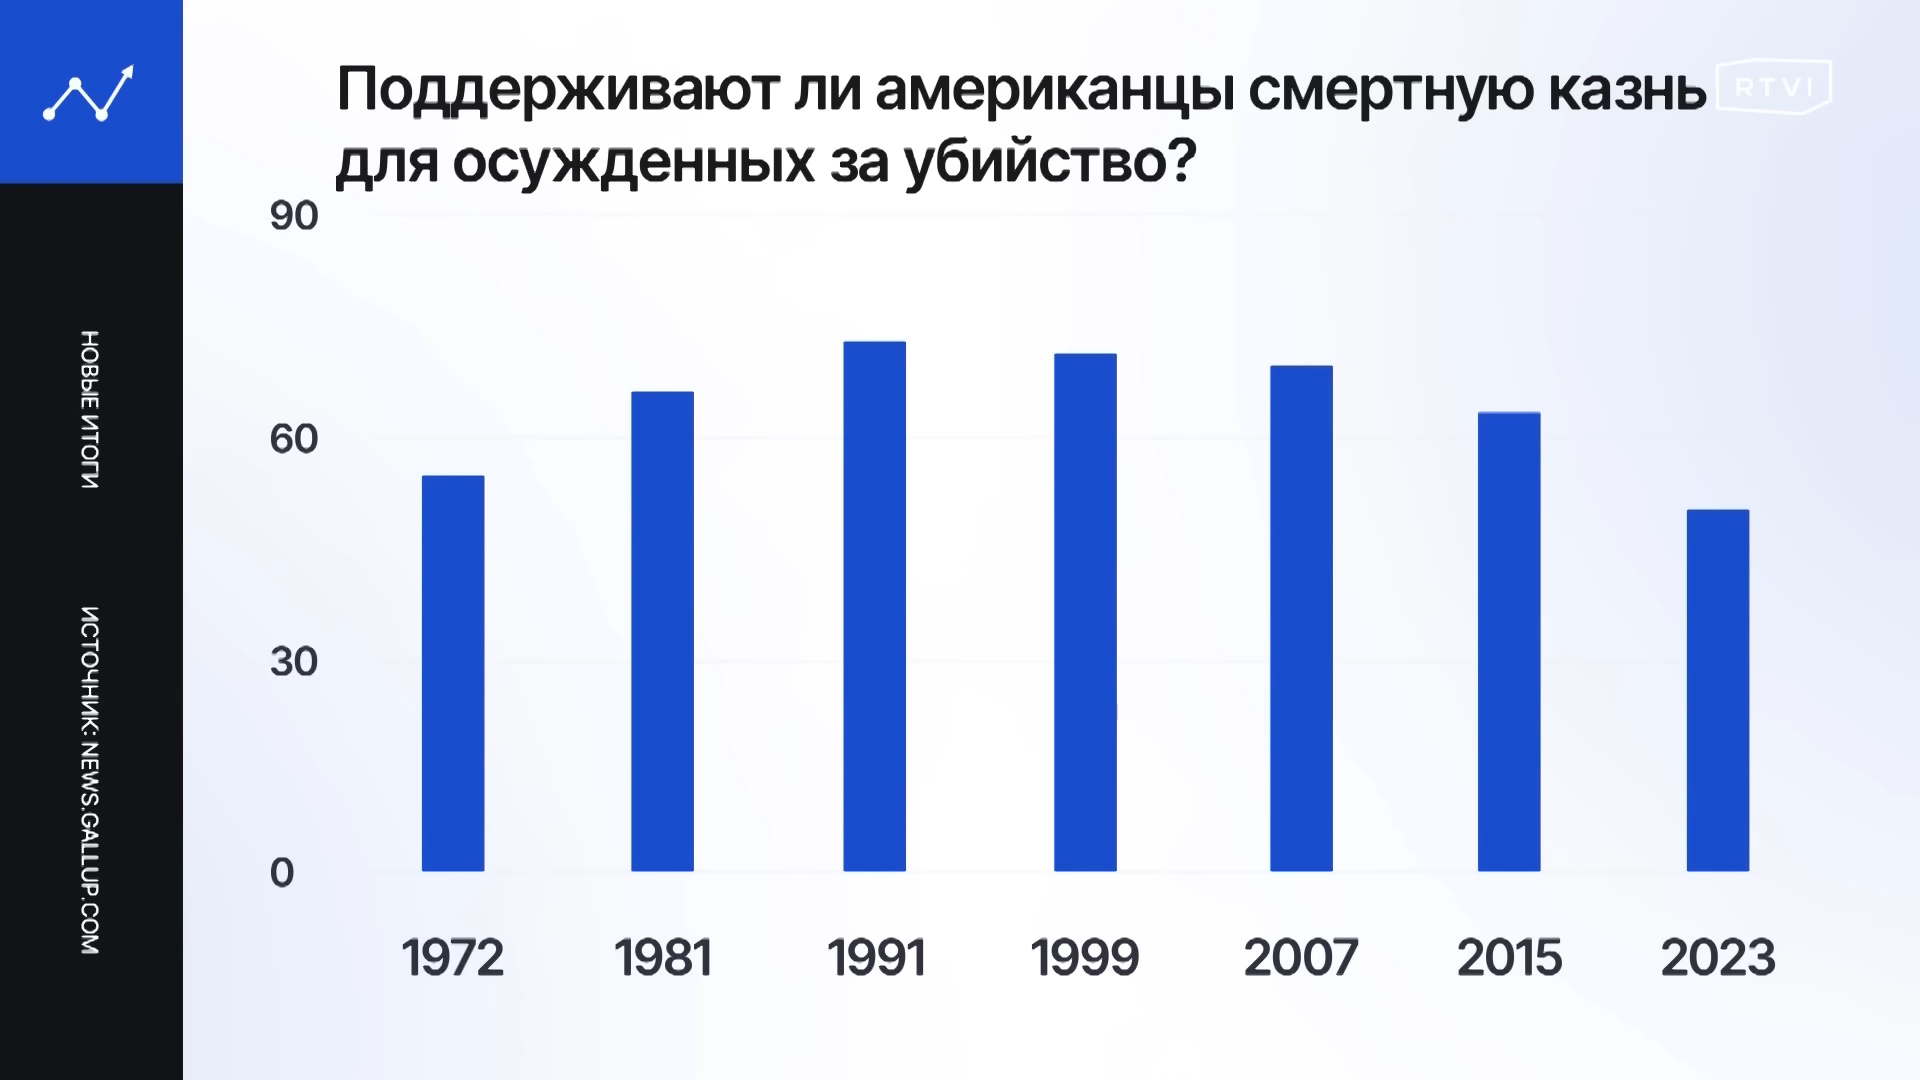 Поддерживают ли американцы смертную казнь
для осужденных за убийство?
RTVI
90
60
30
0
1972 1981 1991 1999 2007 2015 2023
НОВЫЕ ИТОГИ
ИСТОЧНИК: NEWS.GALLUP.COM